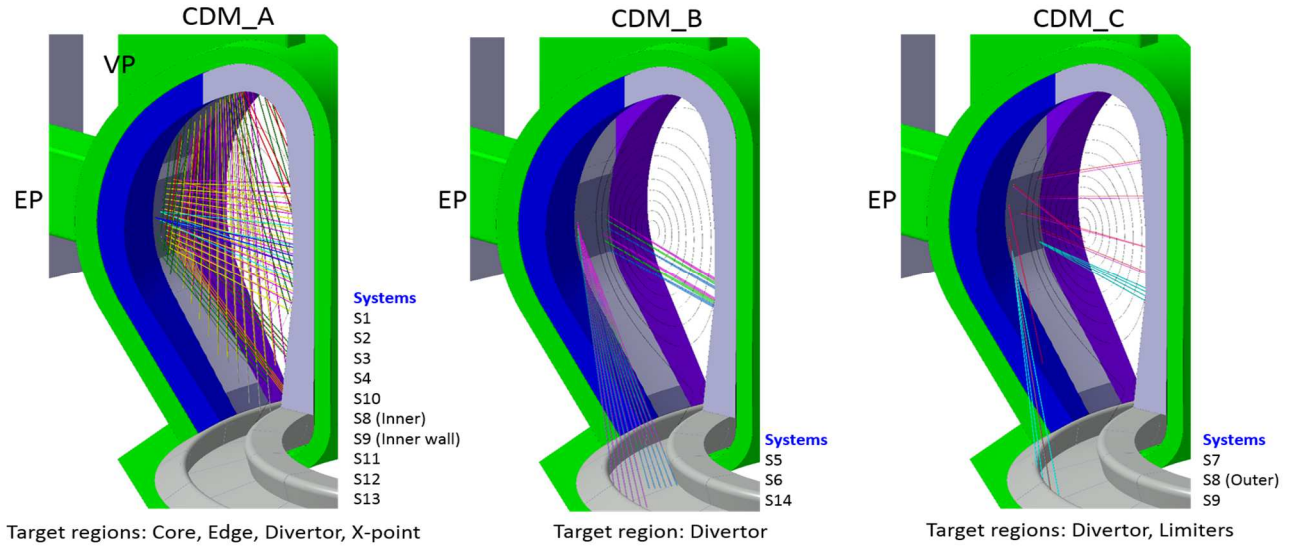 CDM_A
VP
EP
Systems
S1
S2
S3
S4
S10
S8 (Inner)
S9 (Inner wall)
S11
S12
S13
Target regions: Core, Edge, Divertor, X-point
CDM_B
EP
Systems
S5
S6
S14
Target region: Divertor
CDM_C
EP
Systems
S7
S8 (Outer)
S9
Target regions: Divertor, Limiters